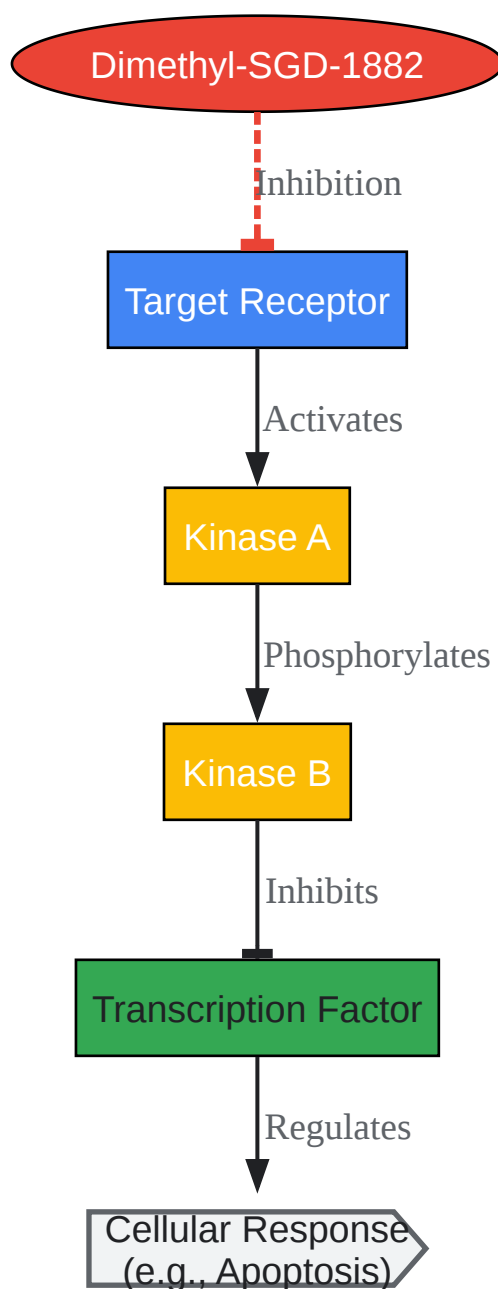 Dimethyl-SGD-1882
Inhibition
Target Receptor
Activates
Kinase A
Phosphorylates
Kinase B
Inhibits
Transcription Factor
Regulates
Cellular Response
(e.g., Apoptosis)